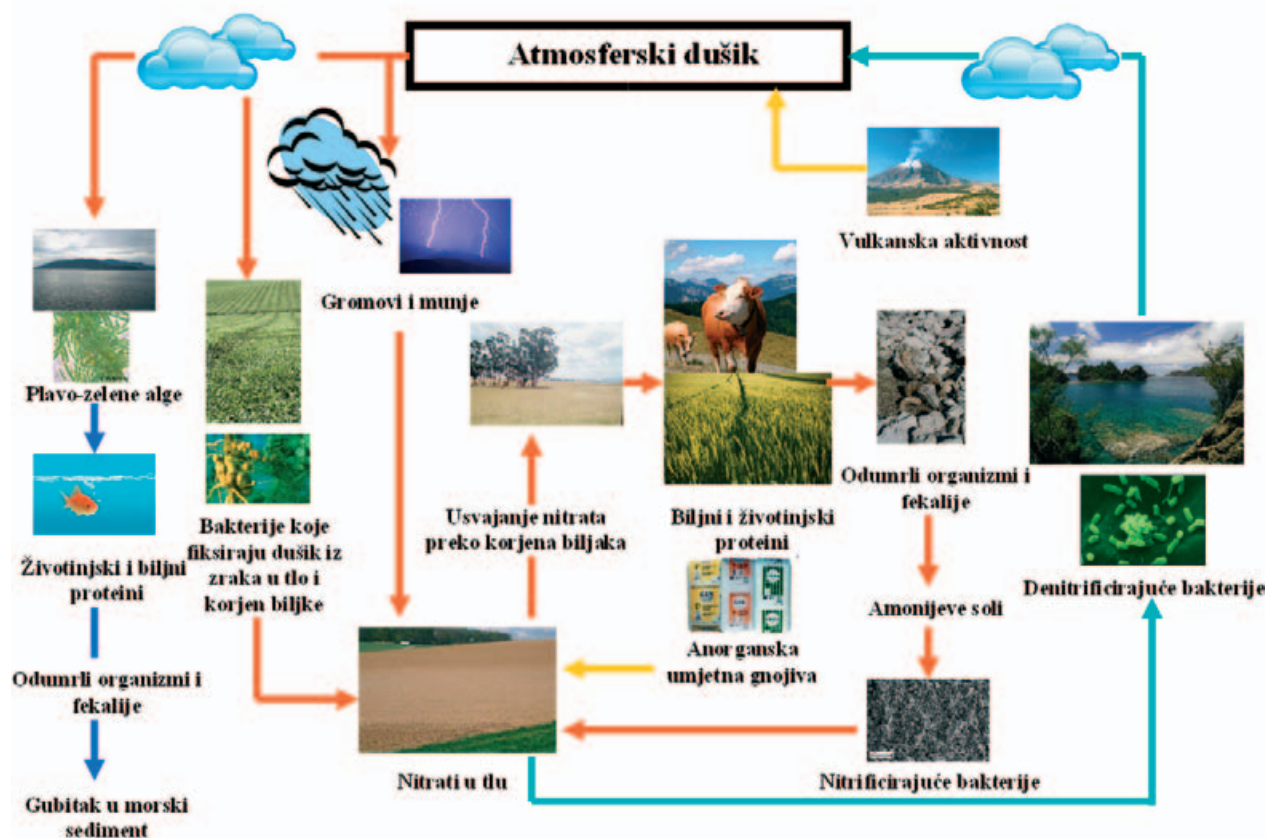 Atmosferski dušik
Vulkanska aktivnost
Gromovi i munje
Plavo-zelene alge
Bakterije koje
fiksiraju dušik iz
zraka u tlo i
korjen biljke
Usvajanje nitrata
preko korjena biljaka
Biljni i životinjski
proteini
Odumrli organizmi i
fekalije
Denitrificirajuće bakterije
Životinjski i biljni
proteini
Amonijeve soli
Anorganska
umjetna gnojiva
Odumrli organizmi i
fekalije
Nitrati u tlu
Nitrificirajuće bakterije
Gubitak u morski
sediment